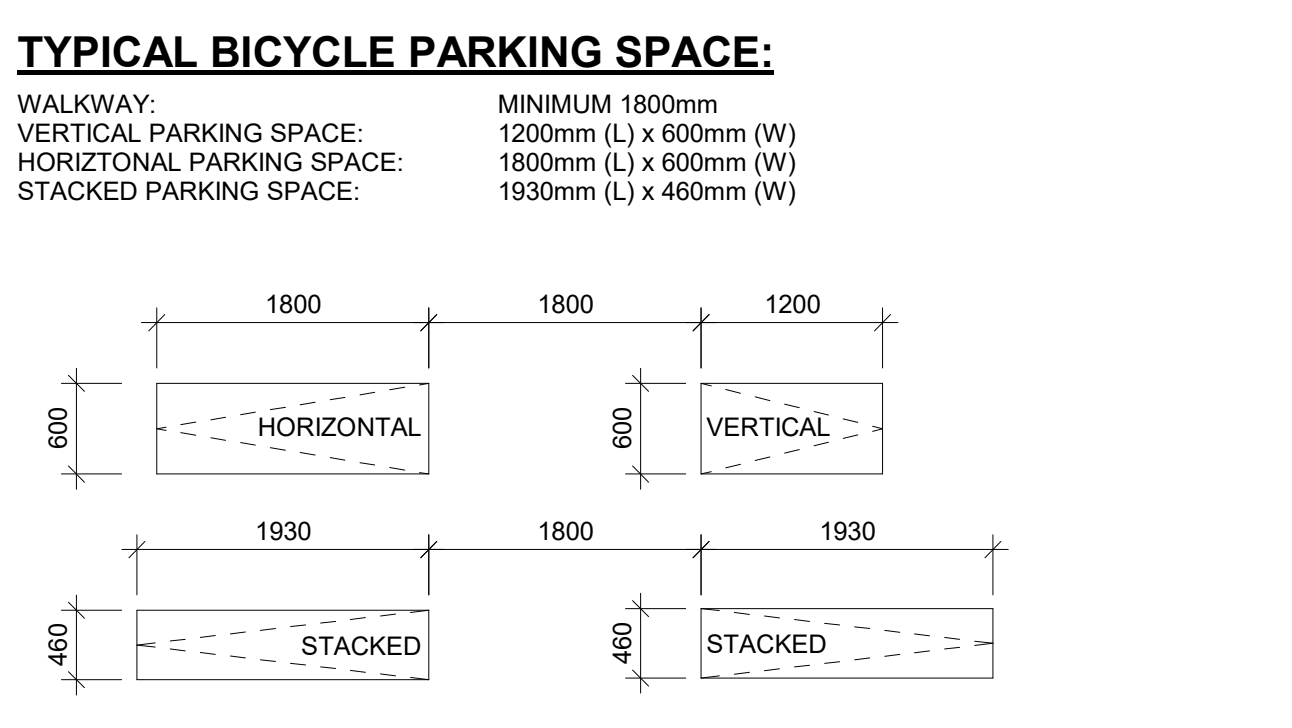 TYPICAL BICYCLE PARKING SPACE:
WALKWAY: MINIMUM 1800mm
VERTICAL PARKING SPACE: 1200mm (L) x 600mm (W)
HORIZTONAL PARKING SPACE: 1800mm (L) x 600mm (W)
STACKED PARKING SPACE: 1930mm (L) x 460mm (W)
1800 1800 1200
600 HORIZONTAL 600 VERTICAL
1930 1800 1930
460 STACKED 460 STACKED